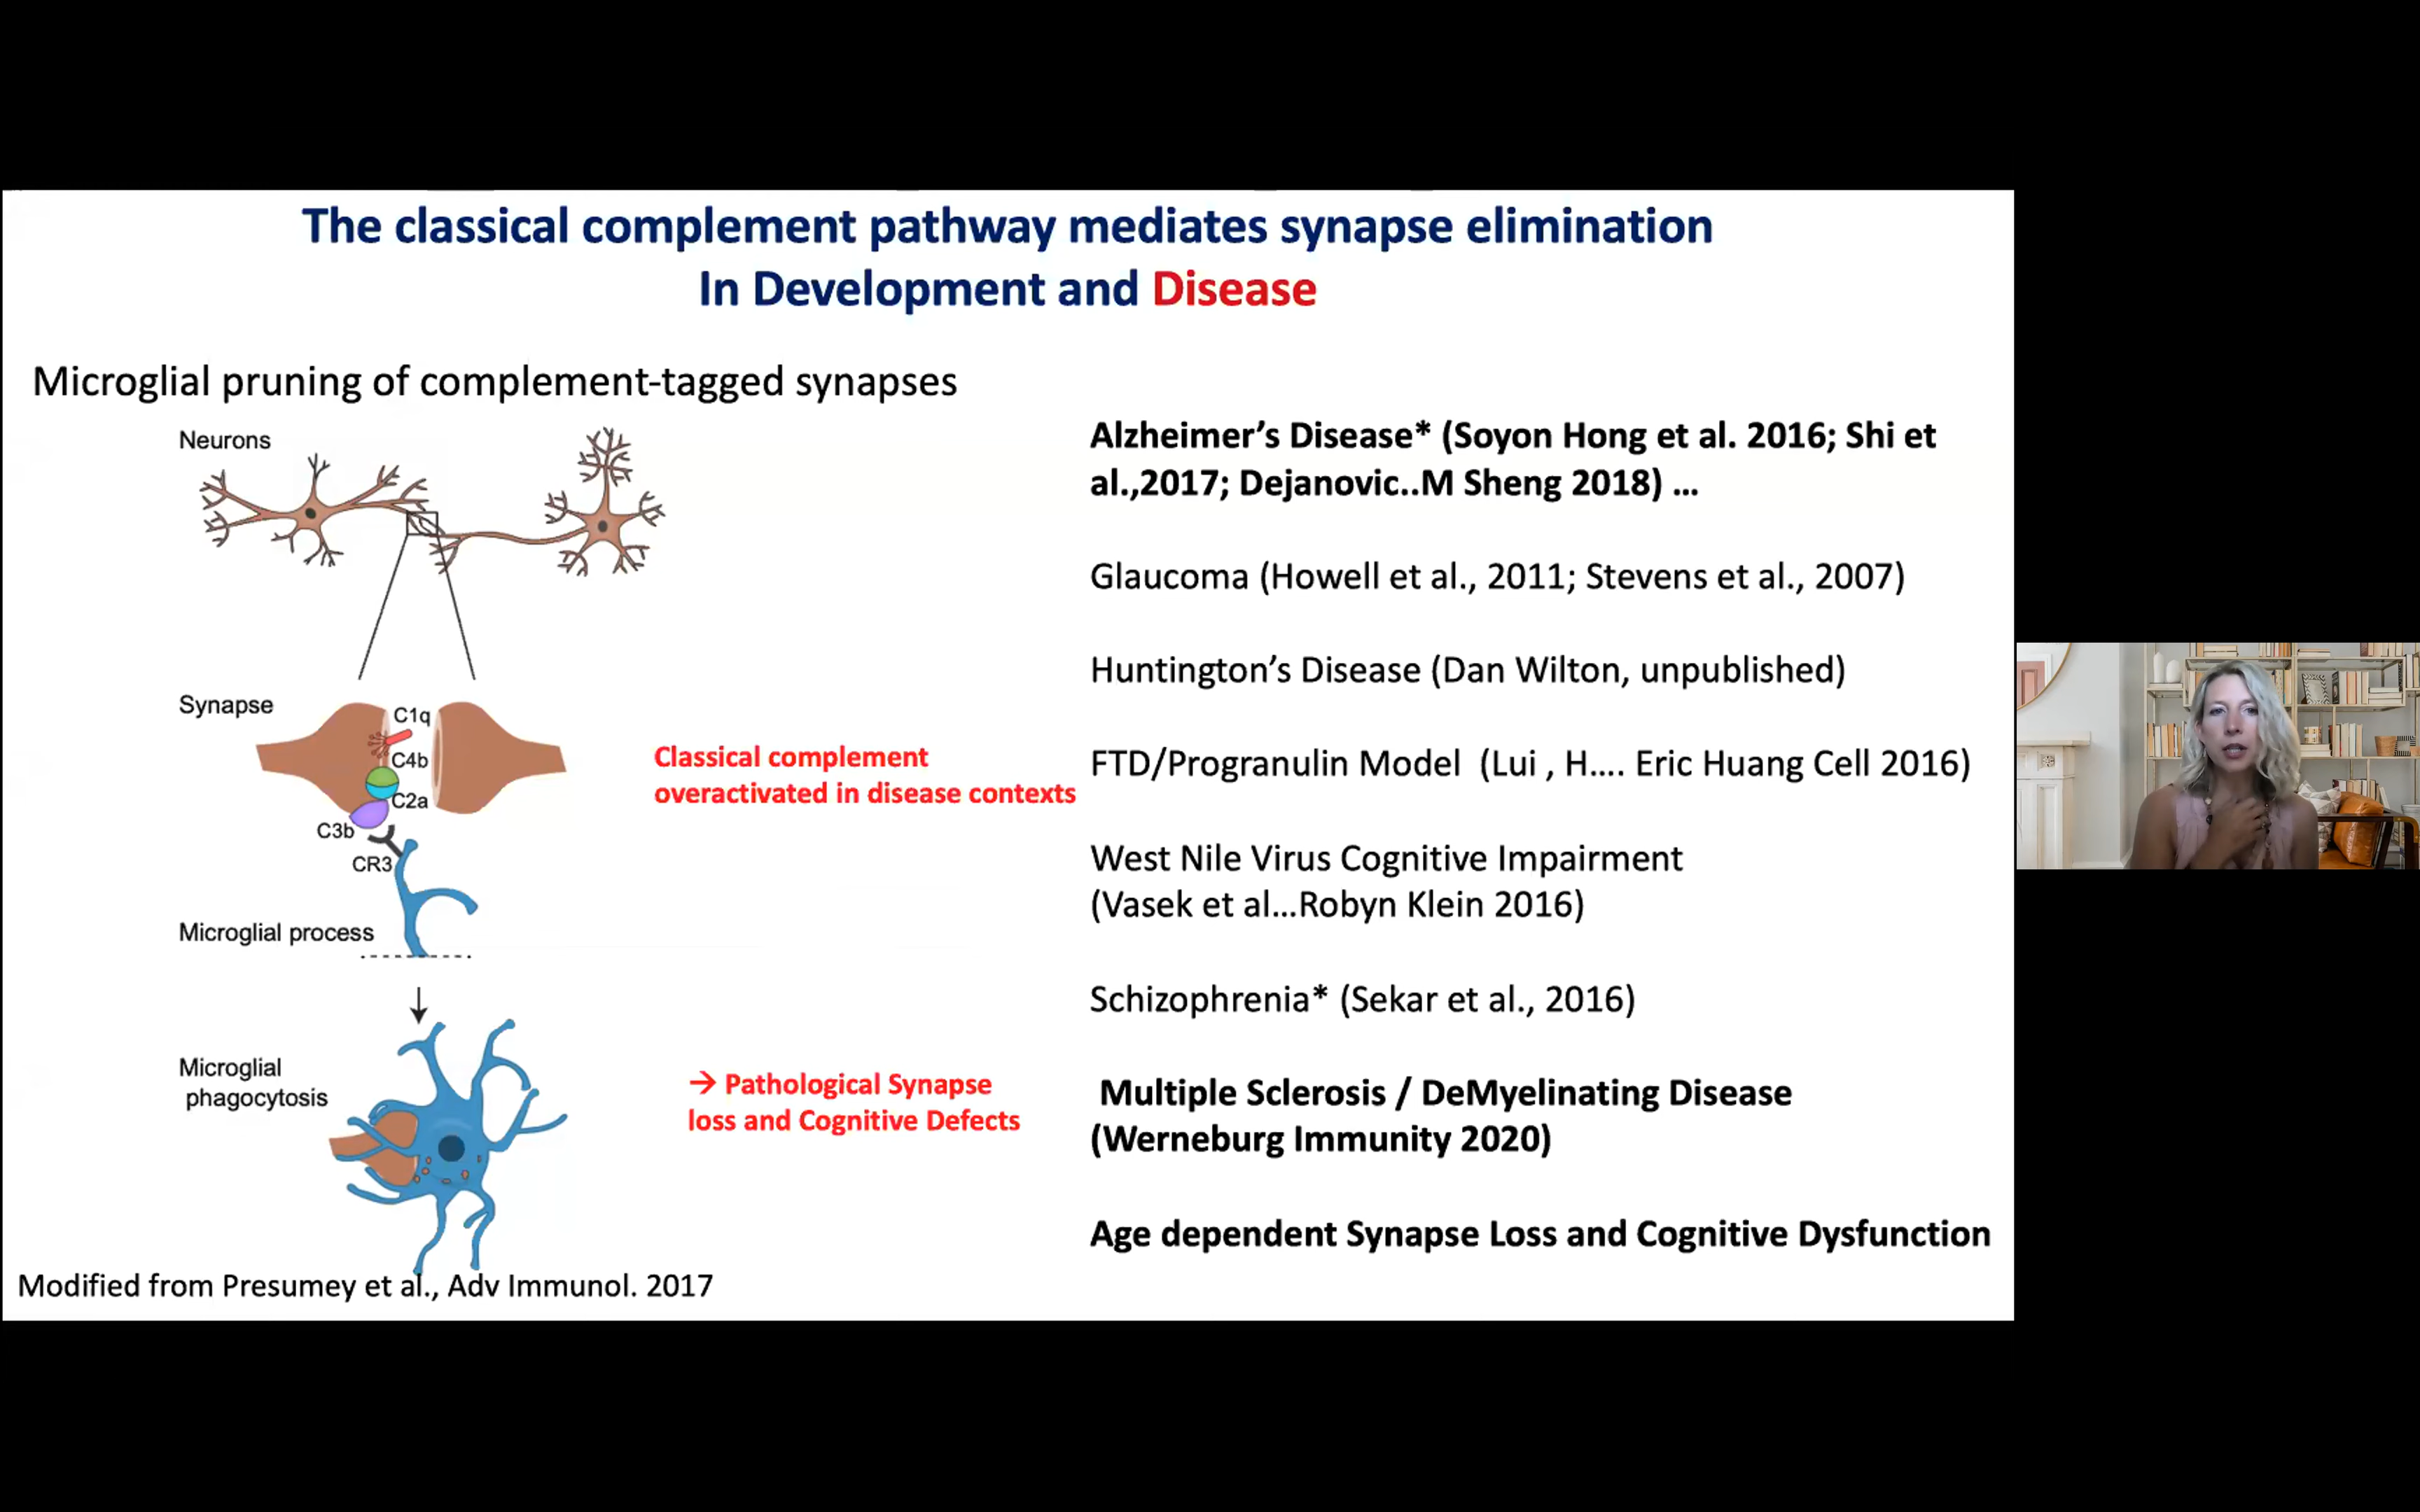 The classical complement pathway mediates synapse elimination
In Development and Disease
Microglial pruning of complement-tagged synapses
Neurons
Synapse
C1q
C4b
C2a
C3b
CR3
Microglial process
Microglial
phagocytosis
Modified from Presumey et al., Adv Immunol. 2017
Classical complement
overactivated in disease contexts
→ Pathological Synapse
loss and Cognitive Defects
Alzheimer’s Disease* (Soyon Hong et al. 2016; Shi et
al.,2017; Dejanovic..M Sheng 2018) ...
Glaucoma (Howell et al., 2011; Stevens et al., 2007)
Huntington’s Disease (Dan Wilton, unpublished)
FTD/Progranulin Model (Lui , H.... Eric Huang Cell 2016)
West Nile Virus Cognitive Impairment
(Vasek et al...Robyn Klein 2016)
Schizophrenia* (Sekar et al., 2016)
Multiple Sclerosis / DeMyelinating Disease
(Werneburg Immunity 2020)
Age dependent Synapse Loss and Cognitive Dysfunction